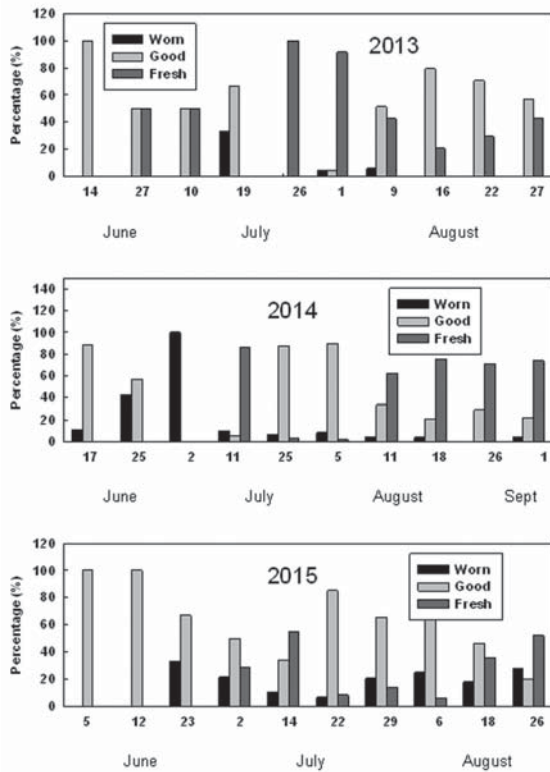 120
100
80
60
40
20
0
Percentage (%)
Worn
Good
Fresh
2013
14 27 10 19 26 1 9 16 22 27
June July August
140
120
100
80
60
40
20
0
Percentage (%)
2014
Worn
Good
Fresh
17 25 2 11 25 5 11 18 26 1
June July August Sept
120
100
80
60
40
20
0
Percentage (%)
2015
Worn
Good
Fresh
5 12 23 2 14 22 29 6 18 26
June July August